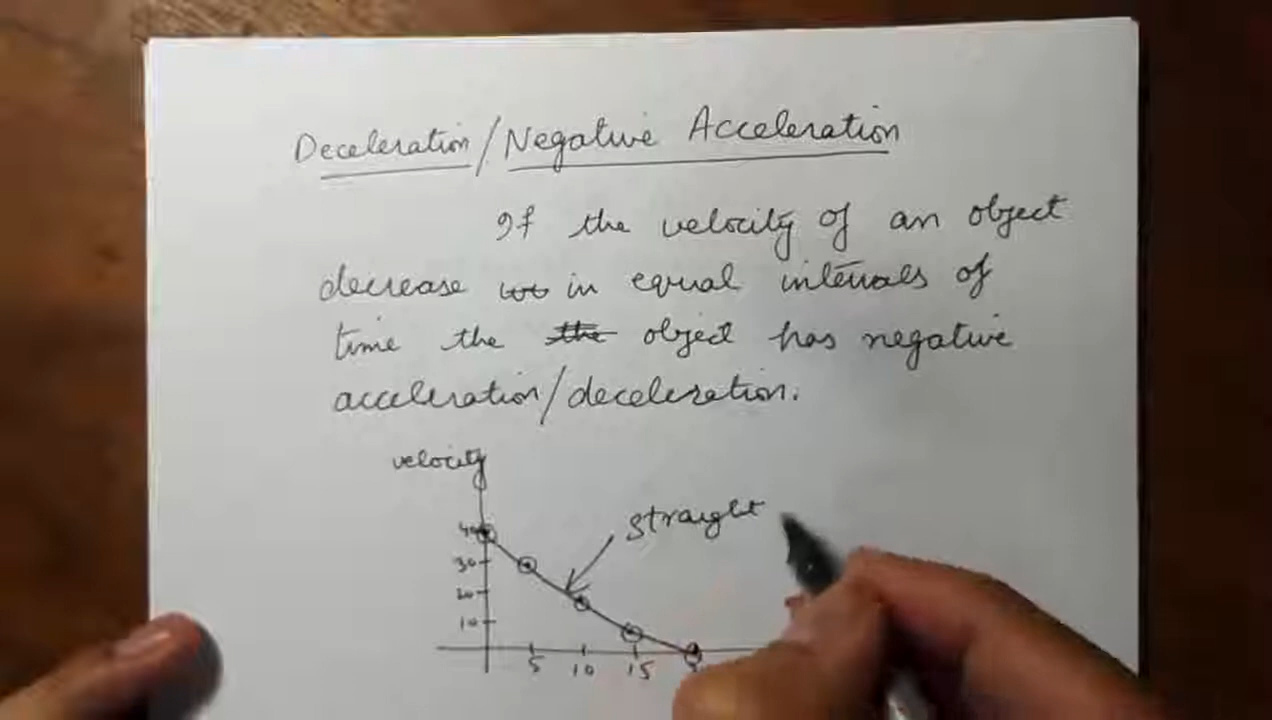 Deceleration/Negative Acceleration
If the velocity of an object
decrease in equal intervals of
time the object has negative
acceleration/deceleration.
velocity
straight
40
30
20
10
5 10 15